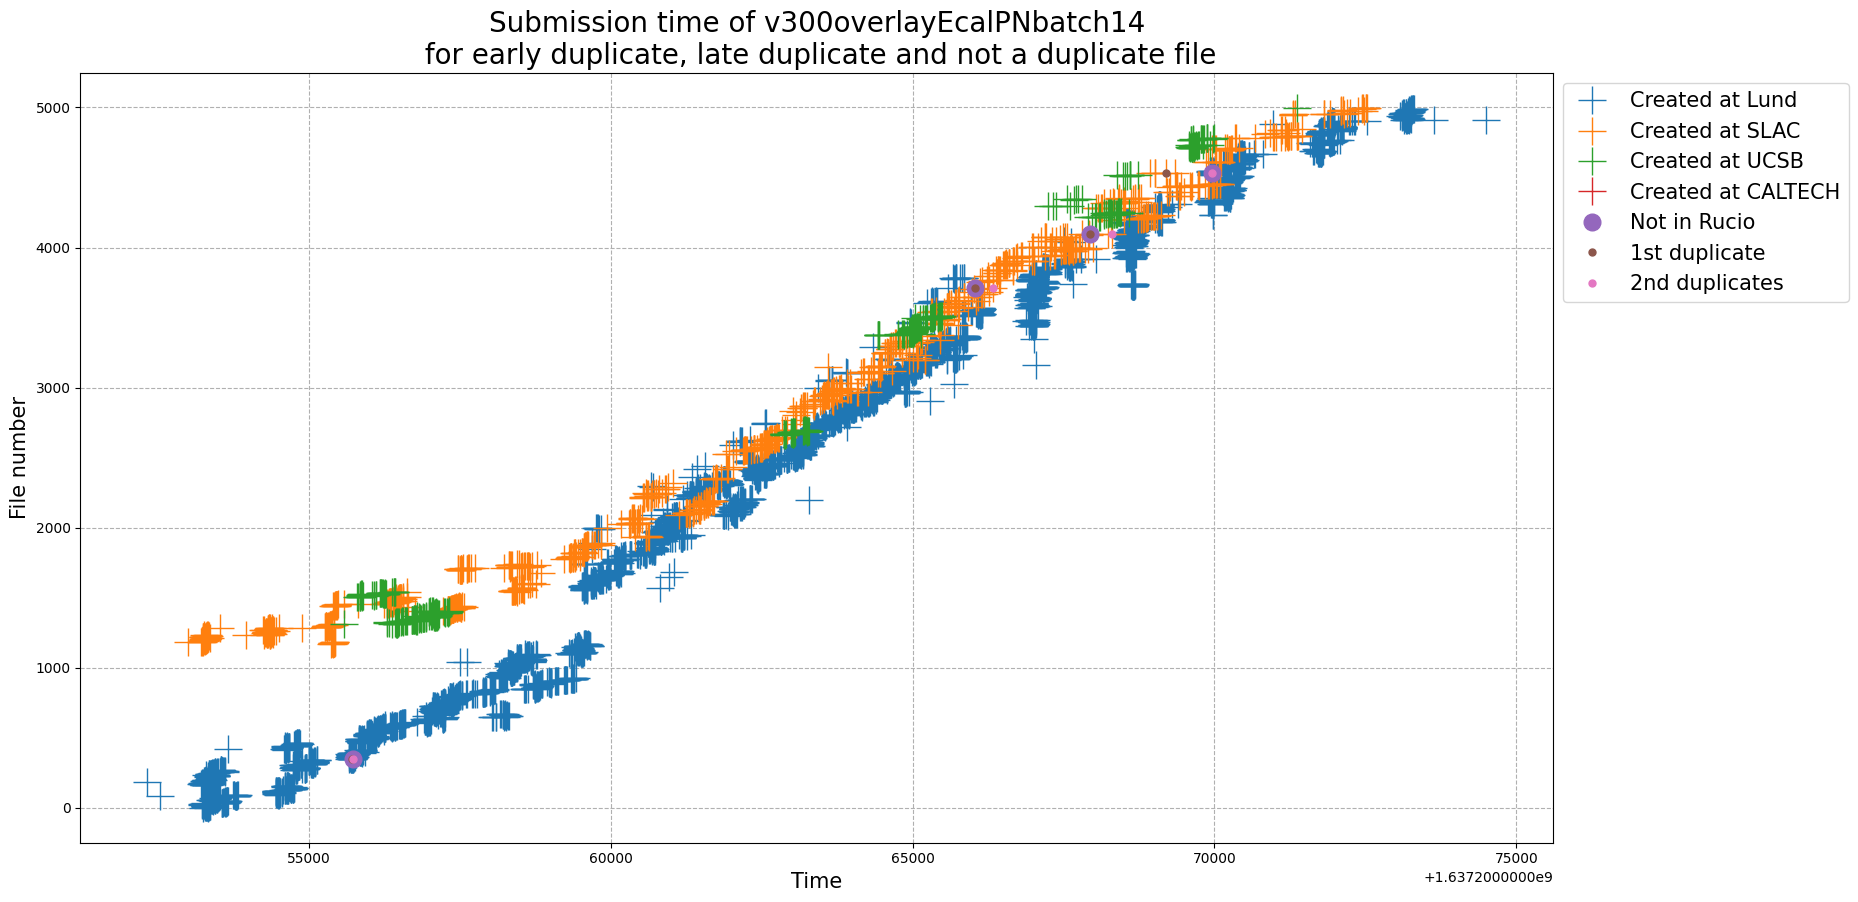 Submission time of v300overlayEcalPNbatch14
for early duplicate, late duplicate and not a duplicate file
File number
5000
4000
3000
2000
1000
0
55000
60000
65000
70000
75000
Time
+1.6372000000e9
Created at Lund
Created at SLAC
Created at UCSB
Created at CALTECH
Not in Rucio
1st duplicate
2nd duplicates